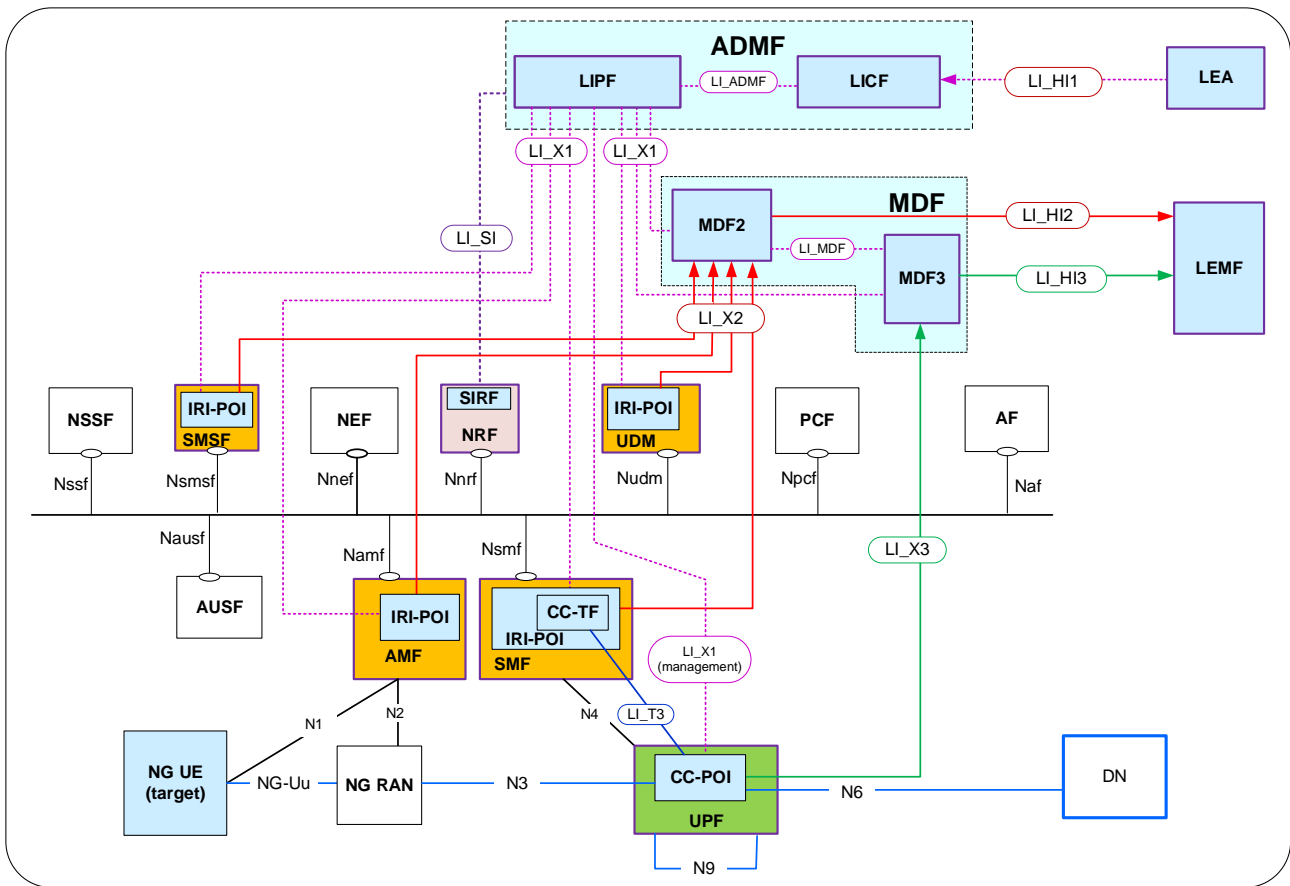 ADMF
LIPF
LI_ADMF
LICF
LI_HI1
LEA
LI_X1
LI_X1
MDF
MDF2
LI_HI2
LI_SI
LI_MDF
MDF3
LI_HI3
LEMF
LI_X2
NSSF
IRI-POI
SMSF
NEF
SIRF
NRF
IRI-POI
UDM
PCF
AF
Nssf
Nsmsf
Nnef
Nnrf
Nudm
Npcf
Naf
Nausf
Namf
Nsmf
LI_X3
AUSF
IRI-POI
AMF
CC-TF
IRI-POI
SMF
LI_X1
(management)
N1
N2
N4
LI_T3
NG UE
(target)
NG-Uu
NG RAN
N3
CC-POI
UPF
N6
DN
N9